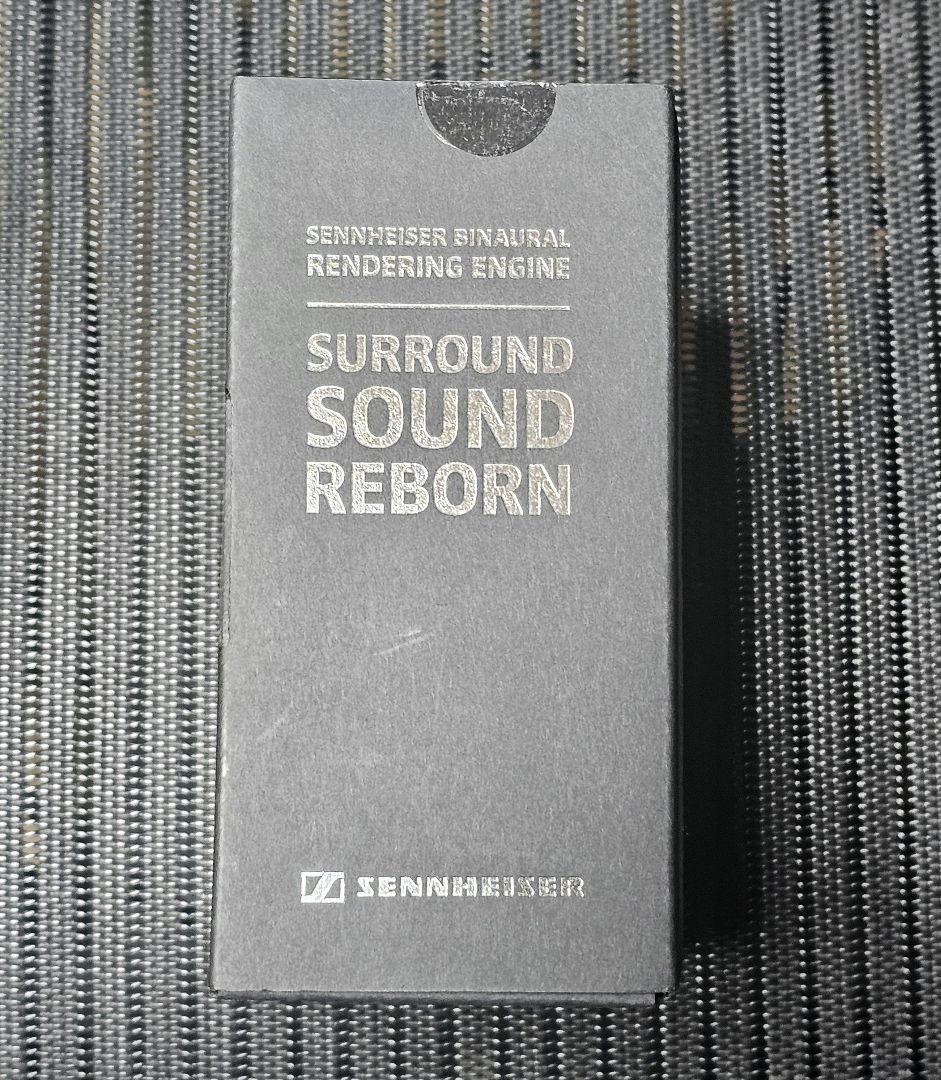 SENNHEISER BINAURAL
RENDERING ENGINE
SURROUND
SOUND
REBORN
SENNHEISER